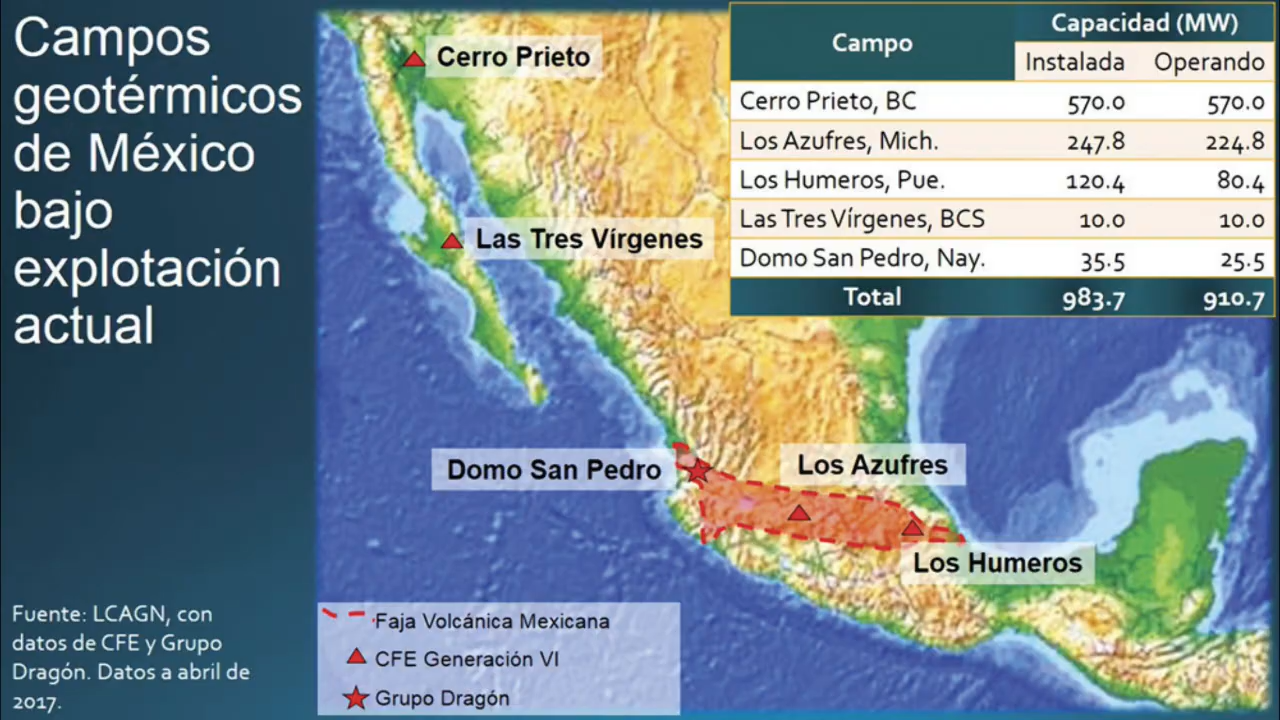 Campos
geotérmicos
de México
bajo
explotación
actual
Fuente: LCAGN, con
datos de CFE y Grupo
Dragón. Datos a abril de
2017.
Cerro Prieto
Las Tres Vírgenes
Domo San Pedro
Los Azufres
Los Humeros
Faja Volcánica Mexicana
CFE Generación VI
Grupo Dragón
Campo Capacidad (MW)
Instalada Operando
Cerro Prieto, BC 570.0 570.0
Los Azufres, Mich. 247.8 224.8
Los Humeros, Pue. 120.4 80.4
Las Tres Vírgenes, BCS 10.0 10.0
Domo San Pedro, Nay. 35.5 25.5
Total 983.7 910.7